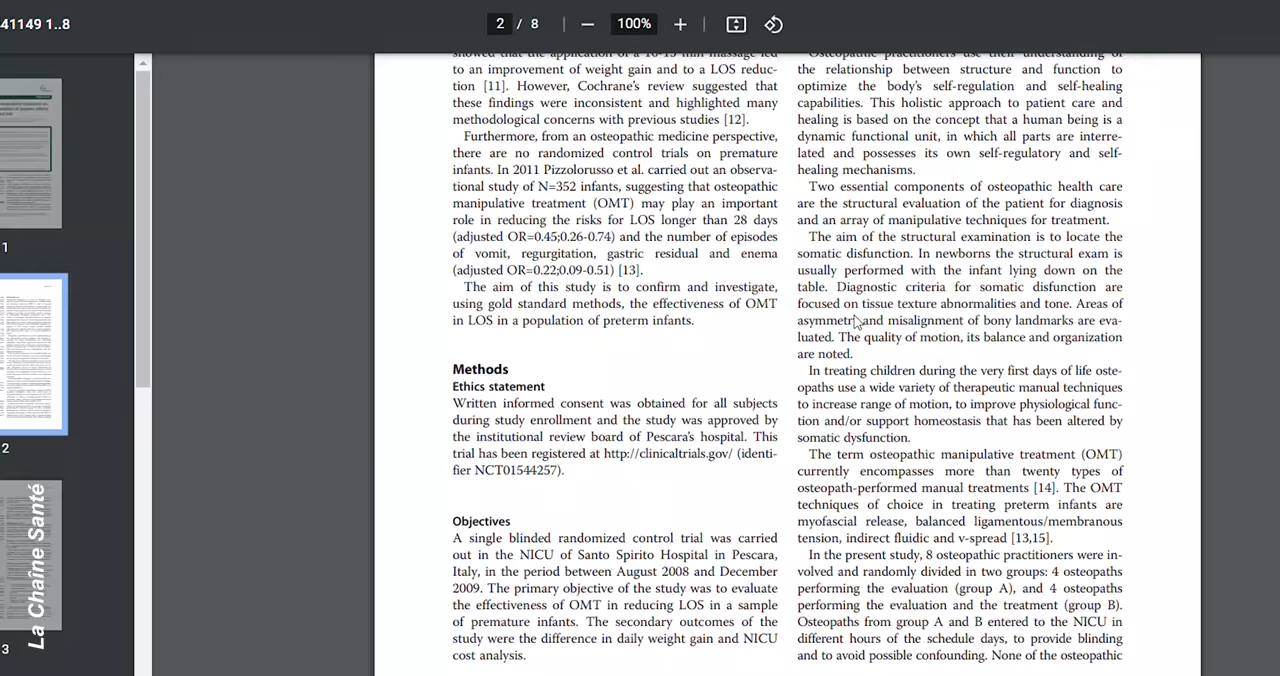 41149 1..8
2 / 8
100%
1
2
3
La Chaîne Santé
showed that the application of a 10-15 min massage led
to an improvement of weight gain and to a LOS reduc-
tion [11]. However, Cochrane's review suggested that
these findings were inconsistent and highlighted many
methodological concerns with previous studies [12].
Furthermore, from an osteopathic medicine perspective,
there are no randomized control trials on premature
infants. In 2011 Pizzolorusso et al. carried out an observa-
tional study of N=352 infants, suggesting that osteopathic
manipulative treatment (OMT) may play an important
role in reducing the risks for LOS longer than 28 days
(adjusted OR=0.45;0.26-0.74) and the number of episodes
of vomit, regurgitation, gastric residual and enema
(adjusted OR=0.22;0.09-0.51) [13].
The aim of this study is to confirm and investigate,
using gold standard methods, the effectiveness of OMT
in LOS in a population of preterm infants.
Methods
Ethics statement
Written informed consent was obtained for all subjects
during study enrollment and the study was approved by
the institutional review board of Pescara's hospital. This
trial has been registered at http://clinicaltrials.gov/ (identi-
fier NCT01544257).
Objectives
A single blinded randomized control trial was carried
out in the NICU of Santo Spirito Hospital in Pescara,
Italy, in the period between August 2008 and December
2009. The primary objective of the study was to evaluate
the effectiveness of OMT in reducing LOS in a sample
of premature infants. The secondary outcomes of the
study were the difference in daily weight gain and NICU
cost analysis.
Osteopathic practitioners use their understanding of
the relationship between structure and function to
optimize the body's self-regulation and self-healing
capabilities. This holistic approach to patient care and
healing is based on the concept that a human being is a
dynamic functional unit, in which all parts are interre-
lated and possesses its own self-regulatory and self-
healing mechanisms.
Two essential components of osteopathic health care
are the structural evaluation of the patient for diagnosis
and an array of manipulative techniques for treatment.
The aim of the structural examination is to locate the
somatic disfunction. In newborns the structural exam is
usually performed with the infant lying down on the
table. Diagnostic criteria for somatic disfunction are
focused on tissue texture abnormalities and tone. Areas of
asymmetry and misalignment of bony landmarks are eva-
luated. The quality of motion, its balance and organization
are noted.
In treating children during the very first days of life oste-
opaths use a wide variety of therapeutic manual techniques
to increase range of motion, to improve physiological func-
tion and/or support homeostasis that has been altered by
somatic dysfunction.
The term osteopathic manipulative treatment (OMT)
currently encompasses more than twenty types of
osteopath-performed manual treatments [14]. The OMT
techniques of choice in treating preterm infants are
myofascial release, balanced ligamentous/membranous
tension, indirect fluidic and v-spread [13,15].
In the present study, 8 osteopathic practitioners were in-
volved and randomly divided in two groups: 4 osteopaths
performing the evaluation (group A), and 4 osteopaths
performing the evaluation and the treatment (group B).
Osteopaths from group A and B entered to the NICU in
different hours of the schedule days, to provide blinding
and to avoid possible confounding. None of the osteopathic